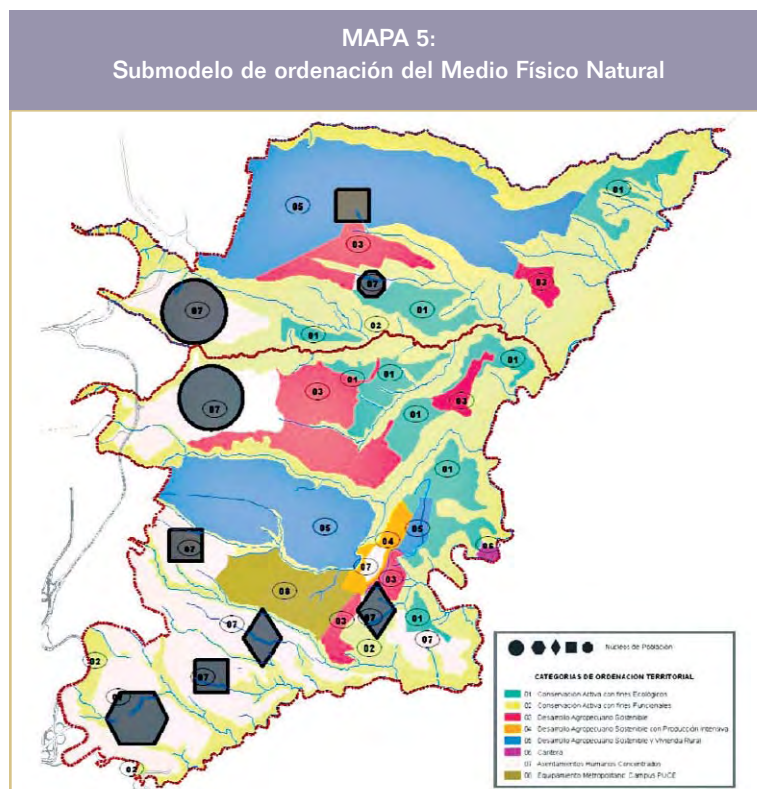 MAPA 5:
Submodelo de ordenación del Medio Físico Natural
01
05
03
03
07
01
07
02
01
01
01
03
01
03
07
01
01
05
05
04
06
07
07
03
08
01
03
07
07
07
02
02
07
02
Núcleos de Población
CATEGORIAS DE ORDENACIÓN TERRITORIAL
01 Conservación Activa con fines Ecológicos
02 Conservación Activa con fines Funcionales
03 Desarrollo Agropecuario Sostenible
04 Desarrollo Agropecuario Sostenible con Producción Intensiva
05 Desarrollo Agropecuario Sostenible y Vivienda Rural
06 Cantera
07 Asentamientos Humanos Concentrados
08 Equipamiento Metropolitano Campus PUCE